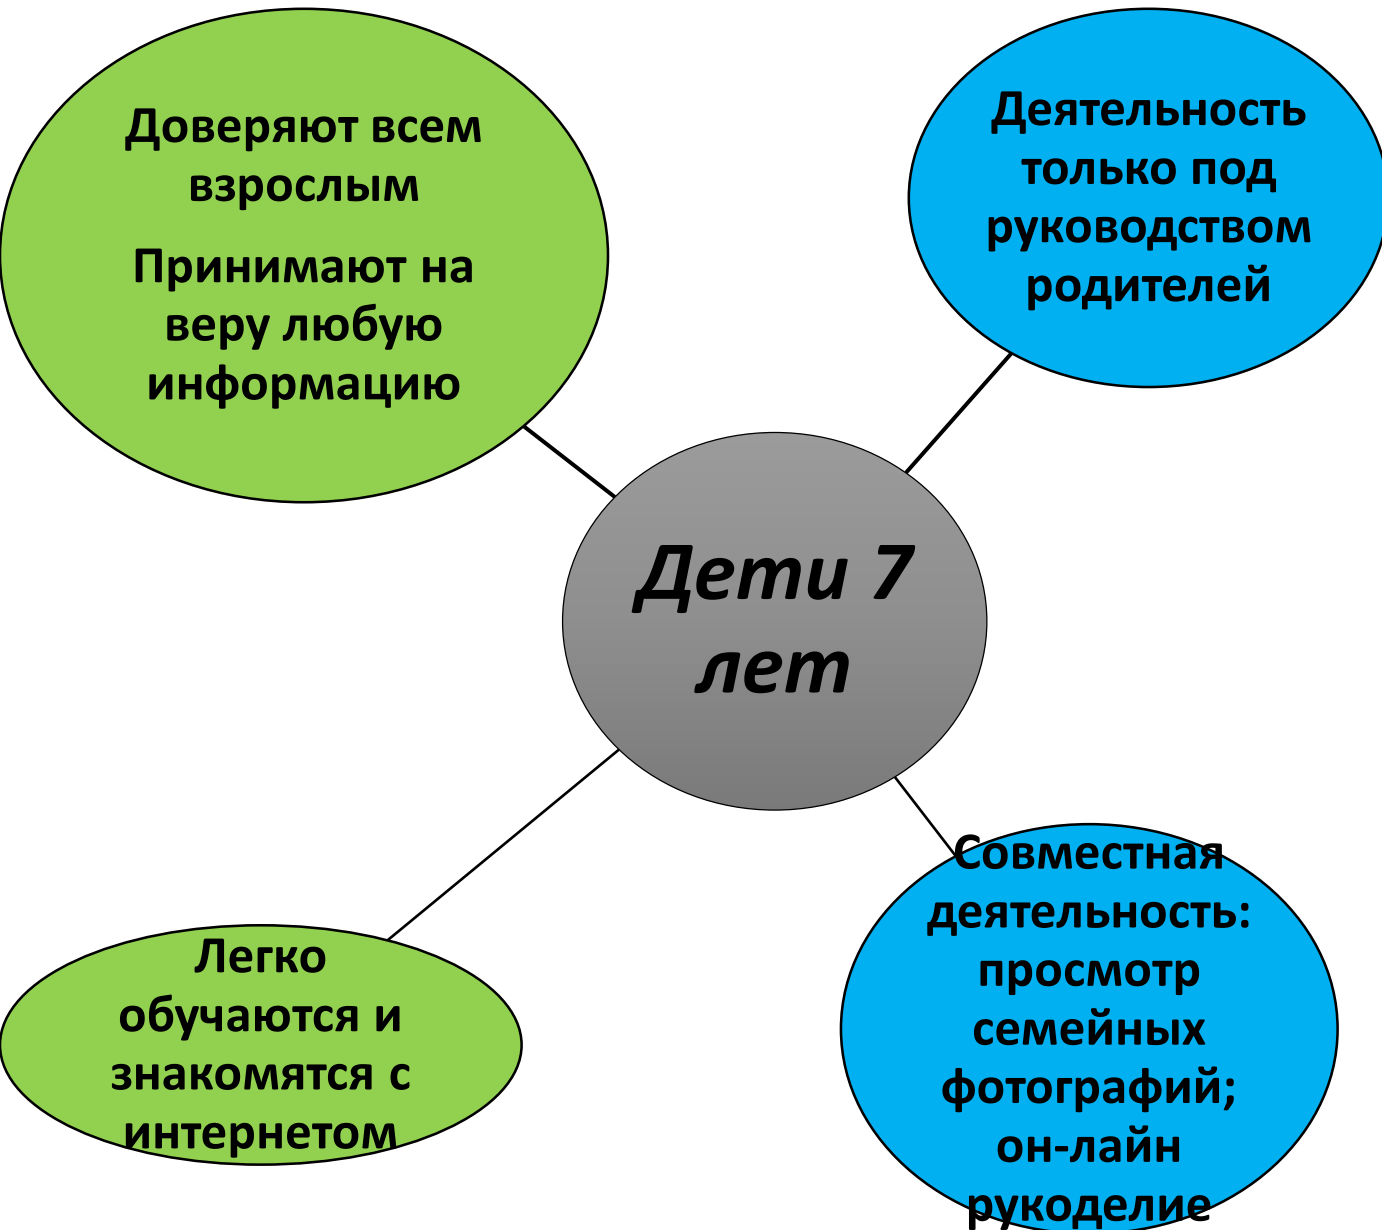 Доверяют всем
взрослым
Принимают на
веру любую
информацию
Деятельность
только под
руководством
родителей
Дети 7
лет
Легко
обучаются и
знакомятся с
интернетом
Совместная
деятельность:
просмотр
семейных
фотографий;
он-лайн
рукоделие